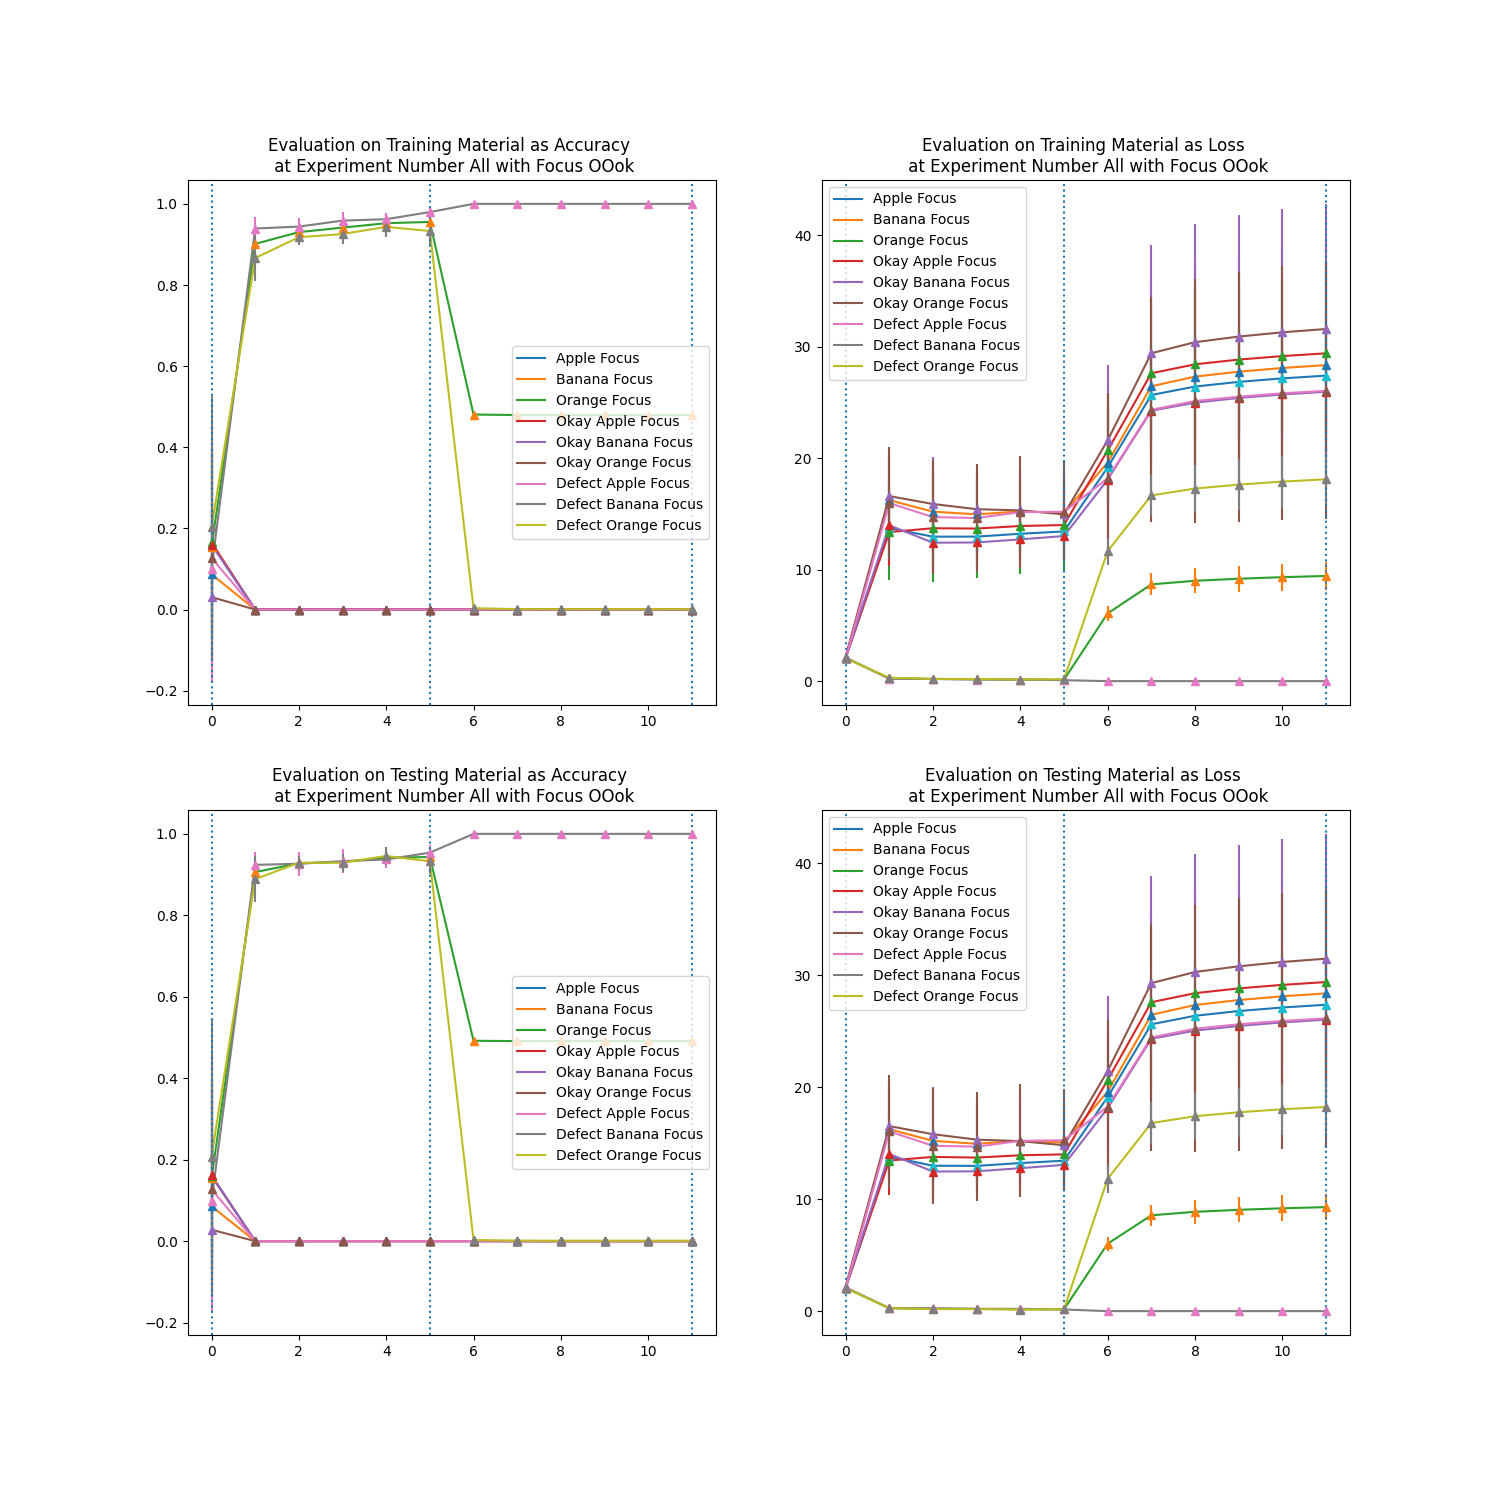 Evaluation on Training Material as Accuracy
at Experiment Number All with Focus OOok
1.0
0.8
0.6
0.4
0.2
0.0
−0.2
0 2 4 6 8 10
Apple Focus
Banana Focus
Orange Focus
Okay Apple Focus
Okay Banana Focus
Okay Orange Focus
Defect Apple Focus
Defect Banana Focus
Defect Orange Focus
Evaluation on Training Material as Loss
at Experiment Number All with Focus OOok
40
30
20
10
0
0 2 4 6 8 10
Apple Focus
Banana Focus
Orange Focus
Okay Apple Focus
Okay Banana Focus
Okay Orange Focus
Defect Apple Focus
Defect Banana Focus
Defect Orange Focus
Evaluation on Testing Material as Accuracy
at Experiment Number All with Focus OOok
1.0
0.8
0.6
0.4
0.2
0.0
−0.2
0 2 4 6 8 10
Apple Focus
Banana Focus
Orange Focus
Okay Apple Focus
Okay Banana Focus
Okay Orange Focus
Defect Apple Focus
Defect Banana Focus
Defect Orange Focus
Evaluation on Testing Material as Loss
at Experiment Number All with Focus OOok
40
30
20
10
0
0 2 4 6 8 10
Apple Focus
Banana Focus
Orange Focus
Okay Apple Focus
Okay Banana Focus
Okay Orange Focus
Defect Apple Focus
Defect Banana Focus
Defect Orange Focus